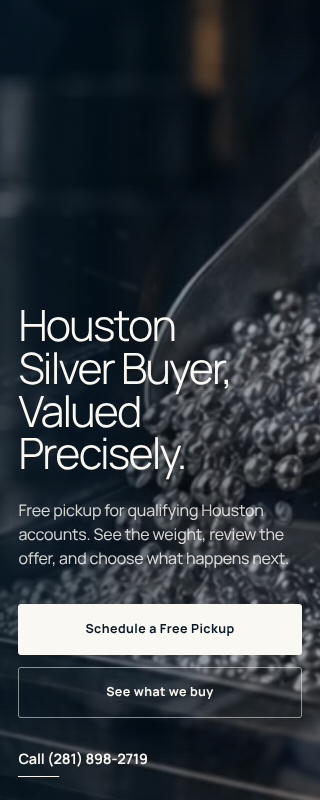 Houston
Silver Buyer,
Valued
Precisely.
Free pickup for qualifying Houston
accounts. See the weight, review the
offer, and choose what happens next.
Schedule a Free Pickup
See what we buy
Call (281) 898-2719